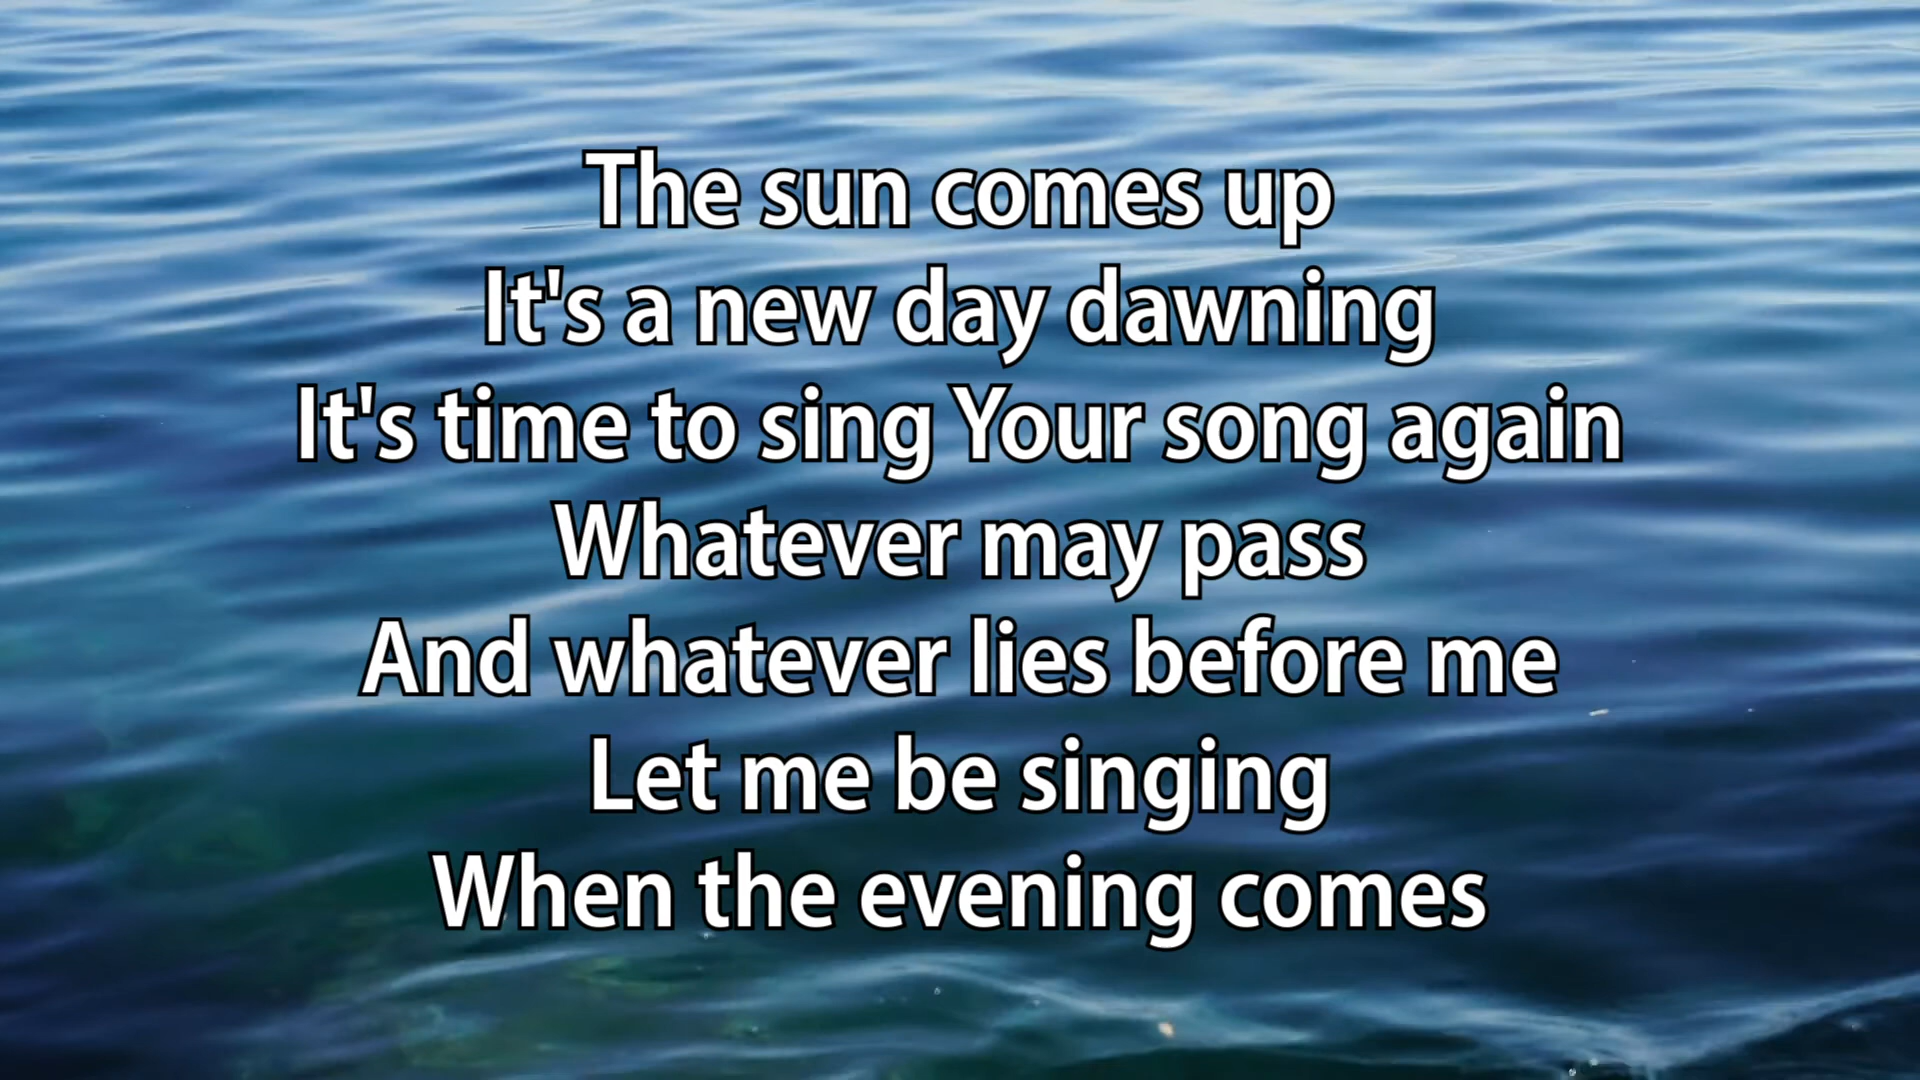 The sun comes up
It's a new day dawning
It's time to sing Your song again
Whatever may pass
And whatever lies before me
Let me be singing
When the evening comes